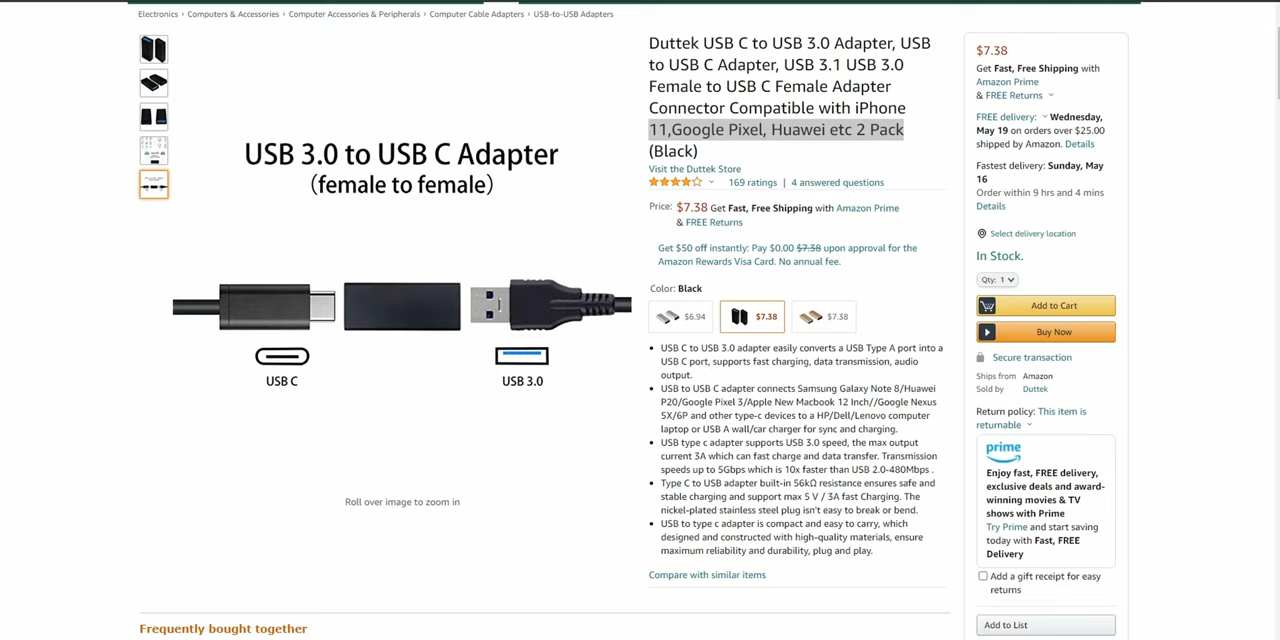 Electronics › Computers & Accessories › Computer Accessories & Peripherals › Computer Cable Adapters › USB-to-USB Adapters
USB 3.0 to USB C Adapter
(female to female)
USB C
USB 3.0
Roll over image to zoom in
Duttek USB C to USB 3.0 Adapter, USB
to USB C Adapter, USB 3.1 USB 3.0
Female to USB C Female Adapter
Connector Compatible with iPhone
11,Google Pixel, Huawei etc 2 Pack
(Black)
Visit the Duttek Store
169 ratings | 4 answered questions
Price: $7.38 Get Fast, Free Shipping with Amazon Prime
& FREE Returns
Get $50 off instantly: Pay $0.00 $7.38 upon approval for the
Amazon Rewards Visa Card. No annual fee.
Color: Black
$6.94
$7.38
$7.38
• USB C to USB 3.0 adapter easily converts a USB Type A port into a
USB C port, supports fast charging, data transmission, audio
output.
• USB to USB C adapter connects Samsung Galaxy Note 8/Huawei
P20/Google Pixel 3/Apple New Macbook 12 Inch//Google Nexus
5X/6P and other type-c devices to a HP/Dell/Lenovo computer
laptop or USB A wall/car charger for sync and charging.
• USB type c adapter supports USB 3.0 speed, the max output
current 3A which can fast charge and data transfer. Transmission
speeds up to 5Gbps which is 10x faster than USB 2.0-480Mbps .
• Type C to USB adapter built-in 56kΩ resistance ensures safe and
stable charging and support max 5 V / 3A fast Charging. The
nickel-plated stainless steel plug isn't easy to break or bend.
• USB to type c adapter is compact and easy to carry, which
designed and constructed with high-quality materials, ensure
maximum reliability and durability, plug and play.
Compare with similar items
$7.38
Get Fast, Free Shipping with
Amazon Prime
& FREE Returns
FREE delivery: Wednesday,
May 19 on orders over $25.00
shipped by Amazon. Details
Fastest delivery: Sunday, May
16
Order within 9 hrs and 4 mins
Details
Select delivery location
In Stock.
Qty: 1
Add to Cart
Buy Now
Secure transaction
Ships from Amazon
Sold by Duttek
Return policy: This item is
returnable
prime
Enjoy fast, FREE delivery,
exclusive deals and award-
winning movies & TV
shows with Prime
Try Prime and start saving
today with Fast, FREE
Delivery
Add a gift receipt for easy
returns
Add to List
Frequently bought together